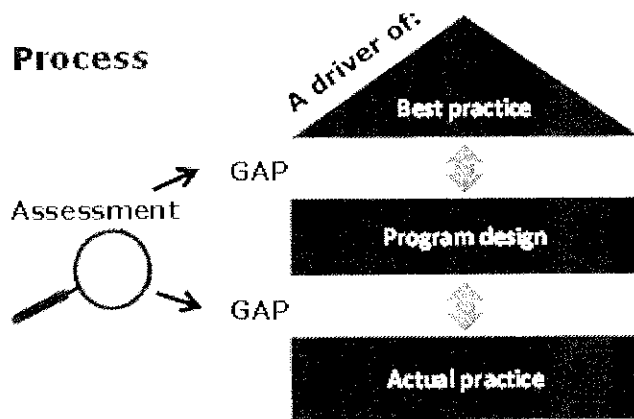 Process
A driver of:
Best practice
GAP
Assessment
Program design
GAP
Actual practice